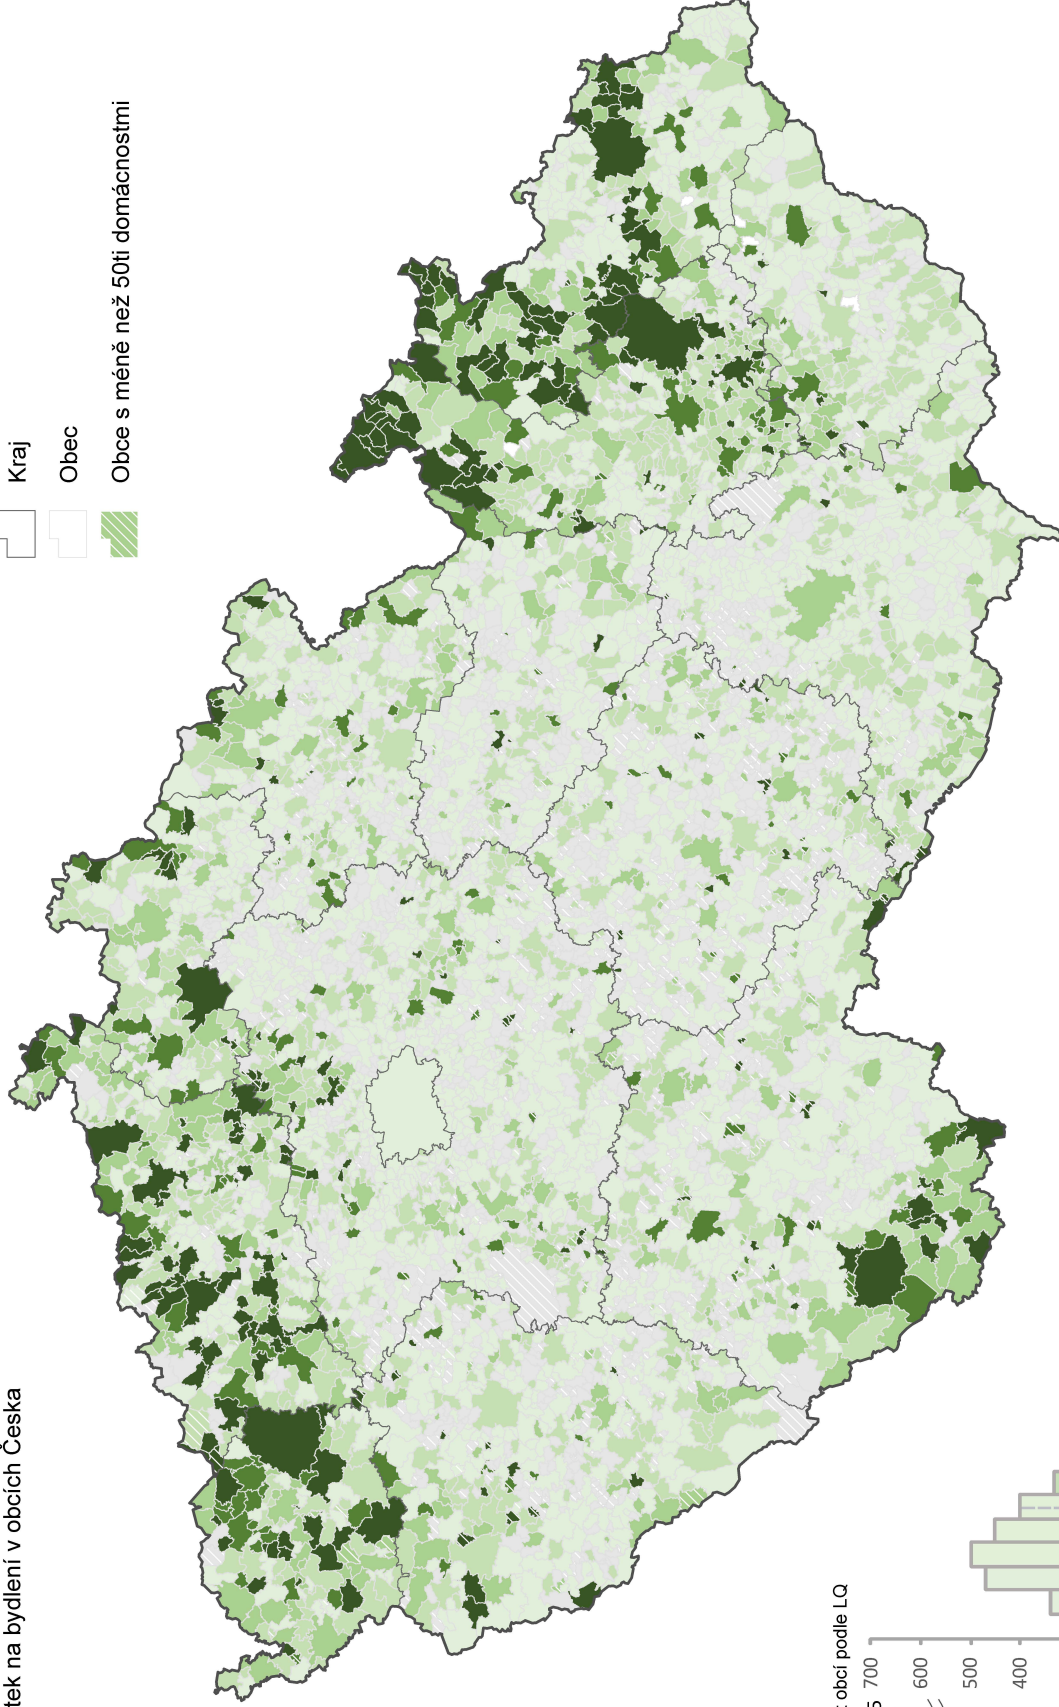 tek na bydlení v obcích Česka
Kraj
Obec
Obce s méně než 50ti domácnostmi
obcí podle LQ
700
600
500
400